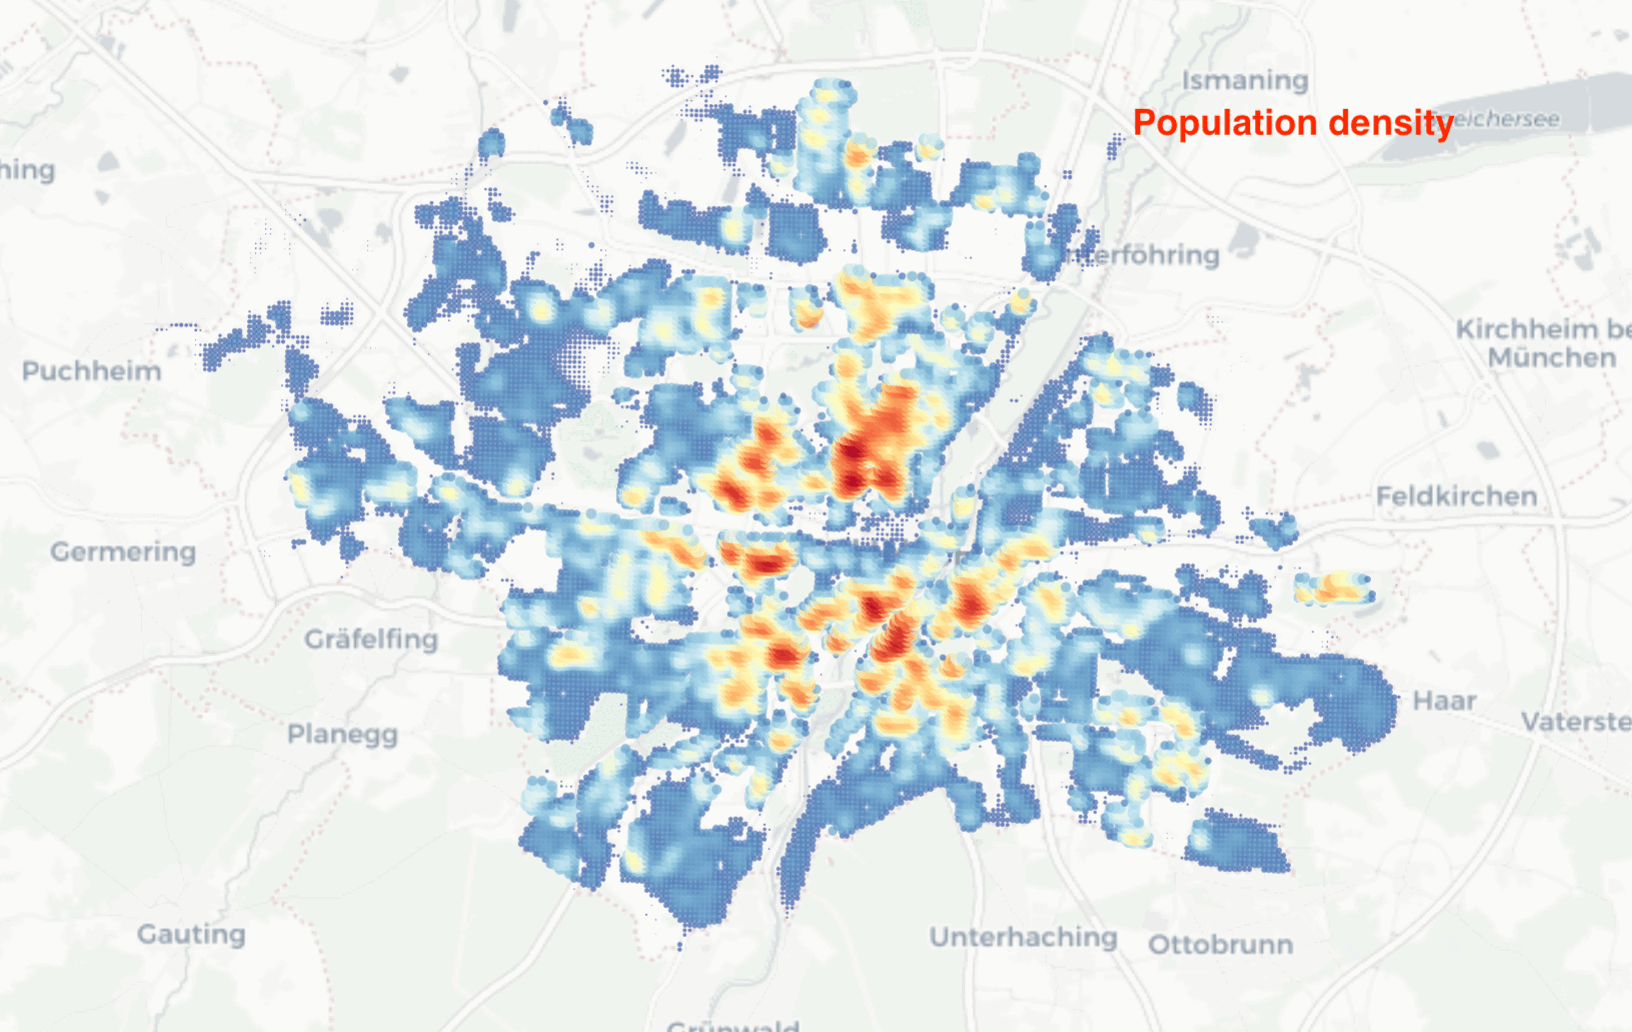 Ismaning
Population density
eichersee
hing
terföhring
Kirchheim be
München
Puchheim
Feldkirchen
Germering
Gräfelfing
Haar
Planegg
Vaterste
Gauting
Unterhaching
Ottobrunn
Grünwald